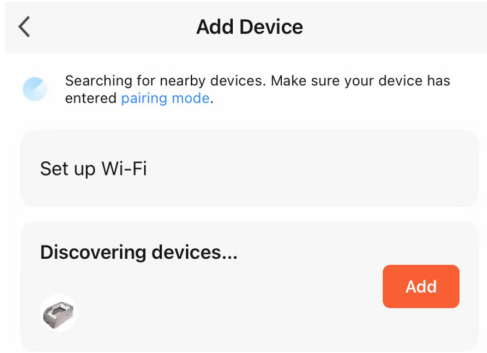 Add Device
Searching for nearby devices. Make sure your device has
entered pairing mode.
Set up Wi-Fi
Discovering devices...
Add